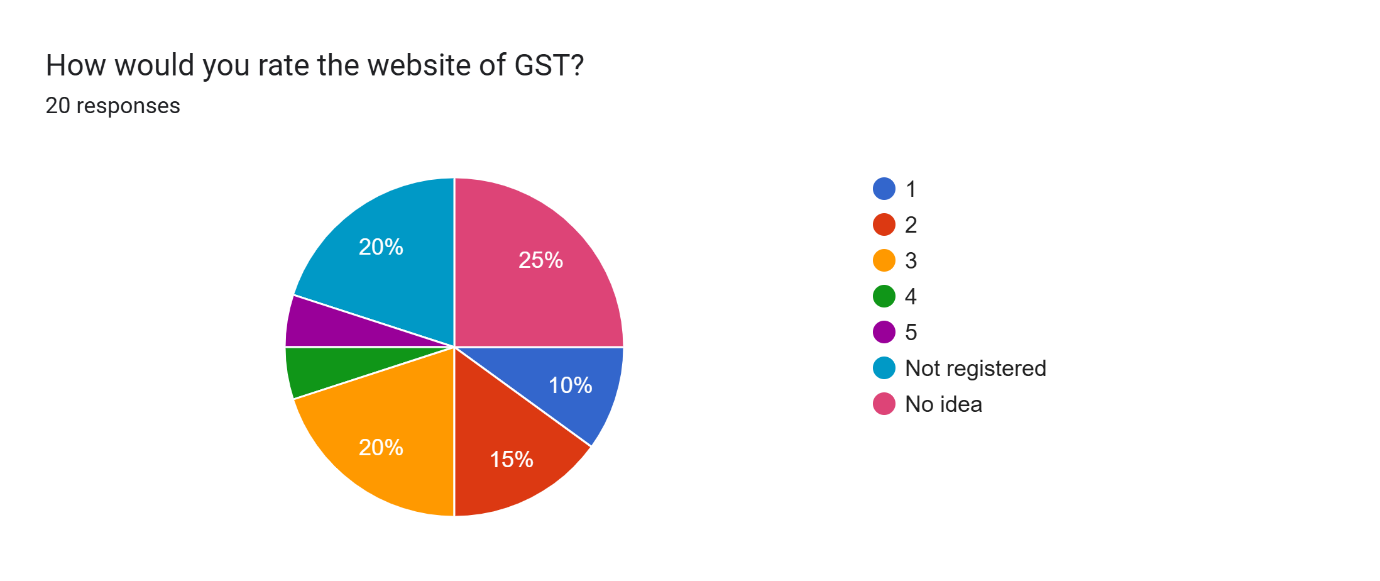 How would you rate the website of GST?
20 responses
20%
25%
10%
20%
15%
1
2
3
4
5
Not registered
No idea